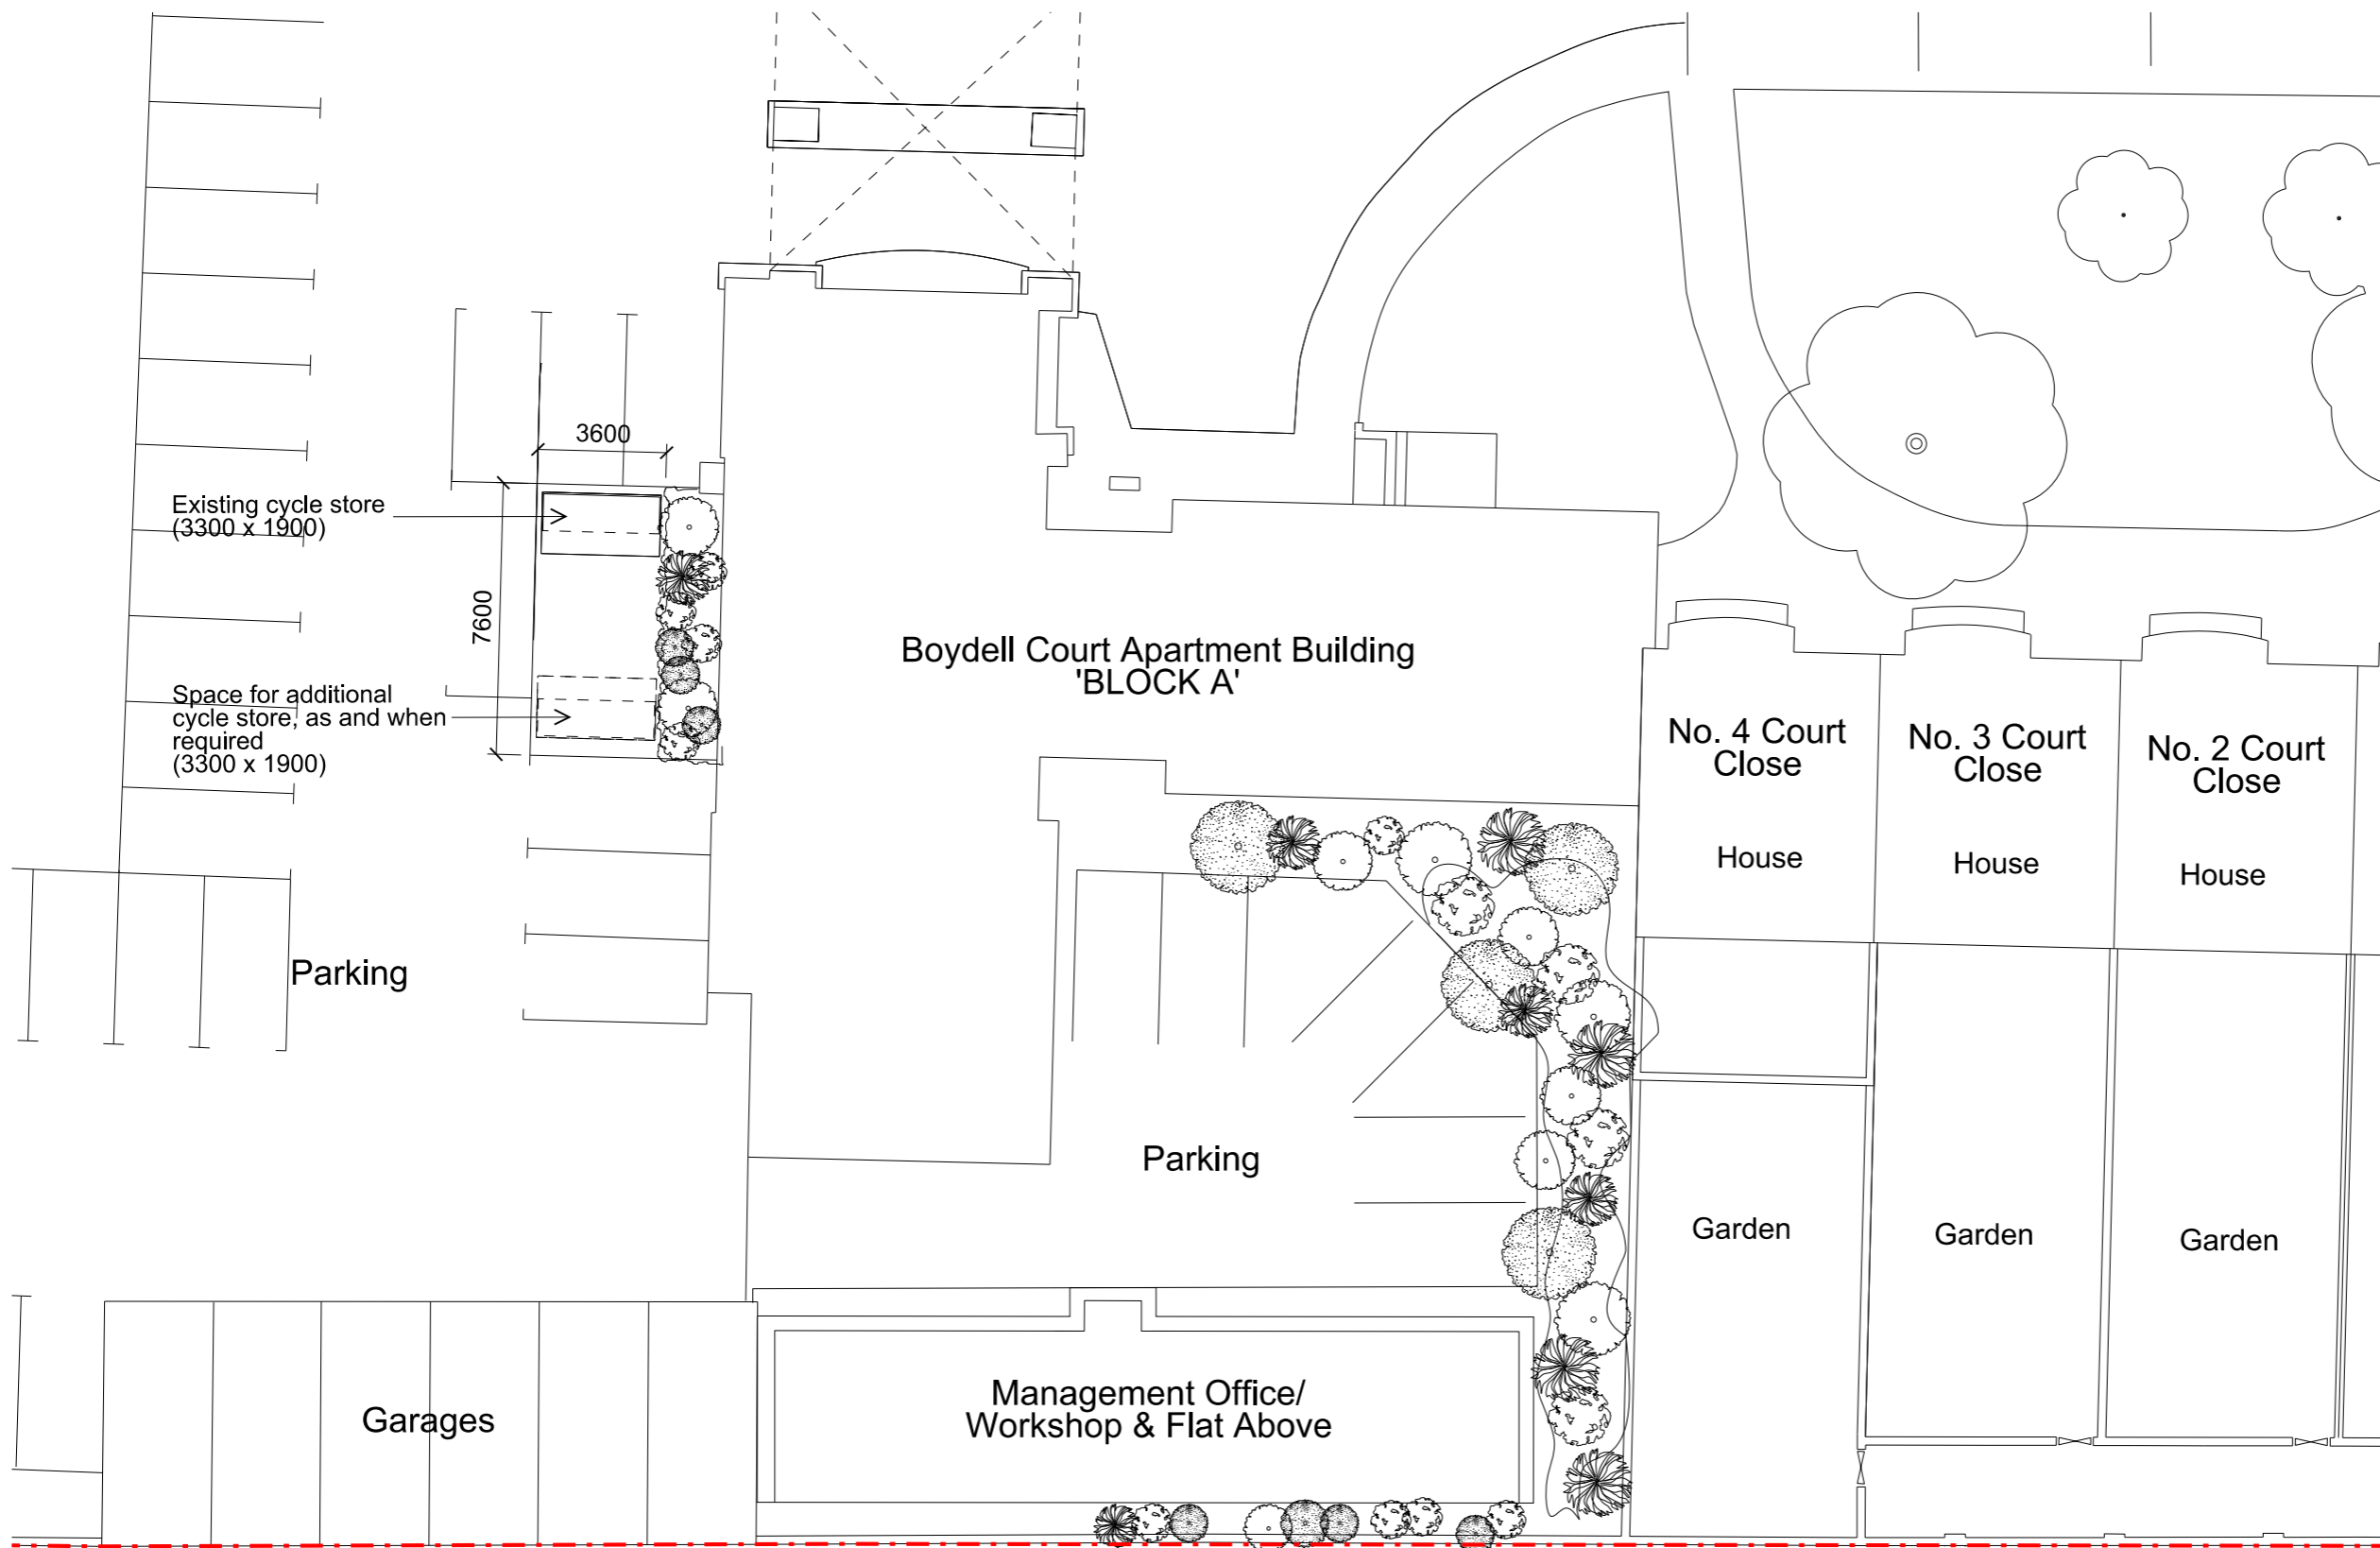 3600
Existing cycle store
(3300 x 1900)
7600
Space for additional
cycle store, as and when
required
(3300 x 1900)
Boydell Court Apartment Building
'BLOCK A'
No. 4 Court
Close
House
No. 3 Court
Close
House
No. 2 Court
Close
House
Parking
Parking
Garden
Garden
Garden
Garages
Management Office/
Workshop & Flat Above